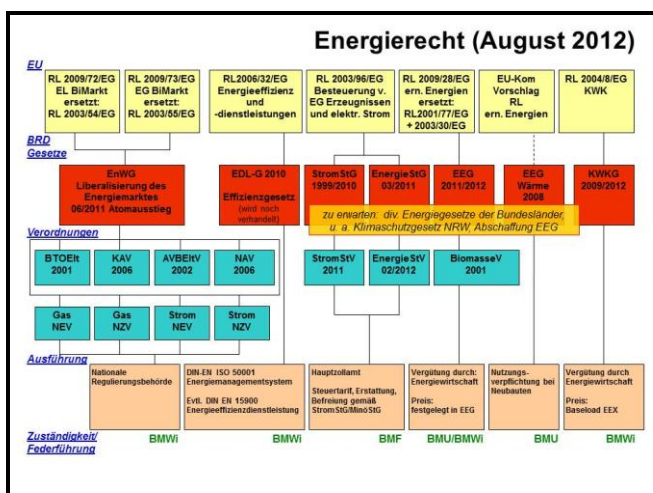 Energierecht (August 2012)
EU
RL 2009/72/EG
EL BiMarkt
ersetzt:
RL 2003/54/EG
RL 2009/73/EG
EG BiMarkt
ersetzt:
RL 2003/55/EG
RL2006/32/EG
Energieeffizienz
und
-dienstleistungen
RL 2003/96/EG
Besteuerung v.
EG Erzeugnissen
und elektr. Strom
RL 2009/28/EG
ern. Energien
ersetzt:
RL2001/77/EG
+ 2003/30/EG
EU-Kom
Vorschlag
RL
ern. Energien
RL 2004/8/EG
KWK
BRD
Gesetze
EnWG
Liberalisierung des
Energiemarktes
06/2011 Atomausstieg
EDL-G 2010
Effizienzgesetz
(wird noch
verhandelt)
StromStG
1999/2010
EnergieStG
03/2011
EEG
2011/2012
EEG
Wärme
2008
KWKG
2009/2012
zu erwarten: div. Energiegesetze der Bundesländer,
u. a. Klimaschutzgesetz NRW, Abschaffung EEG
Verordnungen
BTOElt
2001
KAV
2006
AVBEltV
2002
NAV
2006
StromStV
2011
EnergieStV
02/2012
BiomasseV
2001
Gas
NEV
Gas
NZV
Strom
NEV
Strom
NZV
Ausführung
Nationale
Regulierungsbehörde
DIN-EN ISO 50001
Energiemanagementsystem
Evtl. DIN EN 15900
Energieeffizienzdienstleistung
Hauptzollamt
Steuertarif, Erstattung,
Befreiung gemäß
StromStG/MinöStG
Vergütung durch:
Energiewirtschaft
Preis:
festgelegt in EEG
Nutzungs-
verpflichtung bei
Neubauten
Vergütung durch
Energiewirtschaft
Preis:
Baseload EEX
Zuständigkeit/
Federführung
BMWi
BMWi
BMF
BMU/BMWi
BMU
BMWi